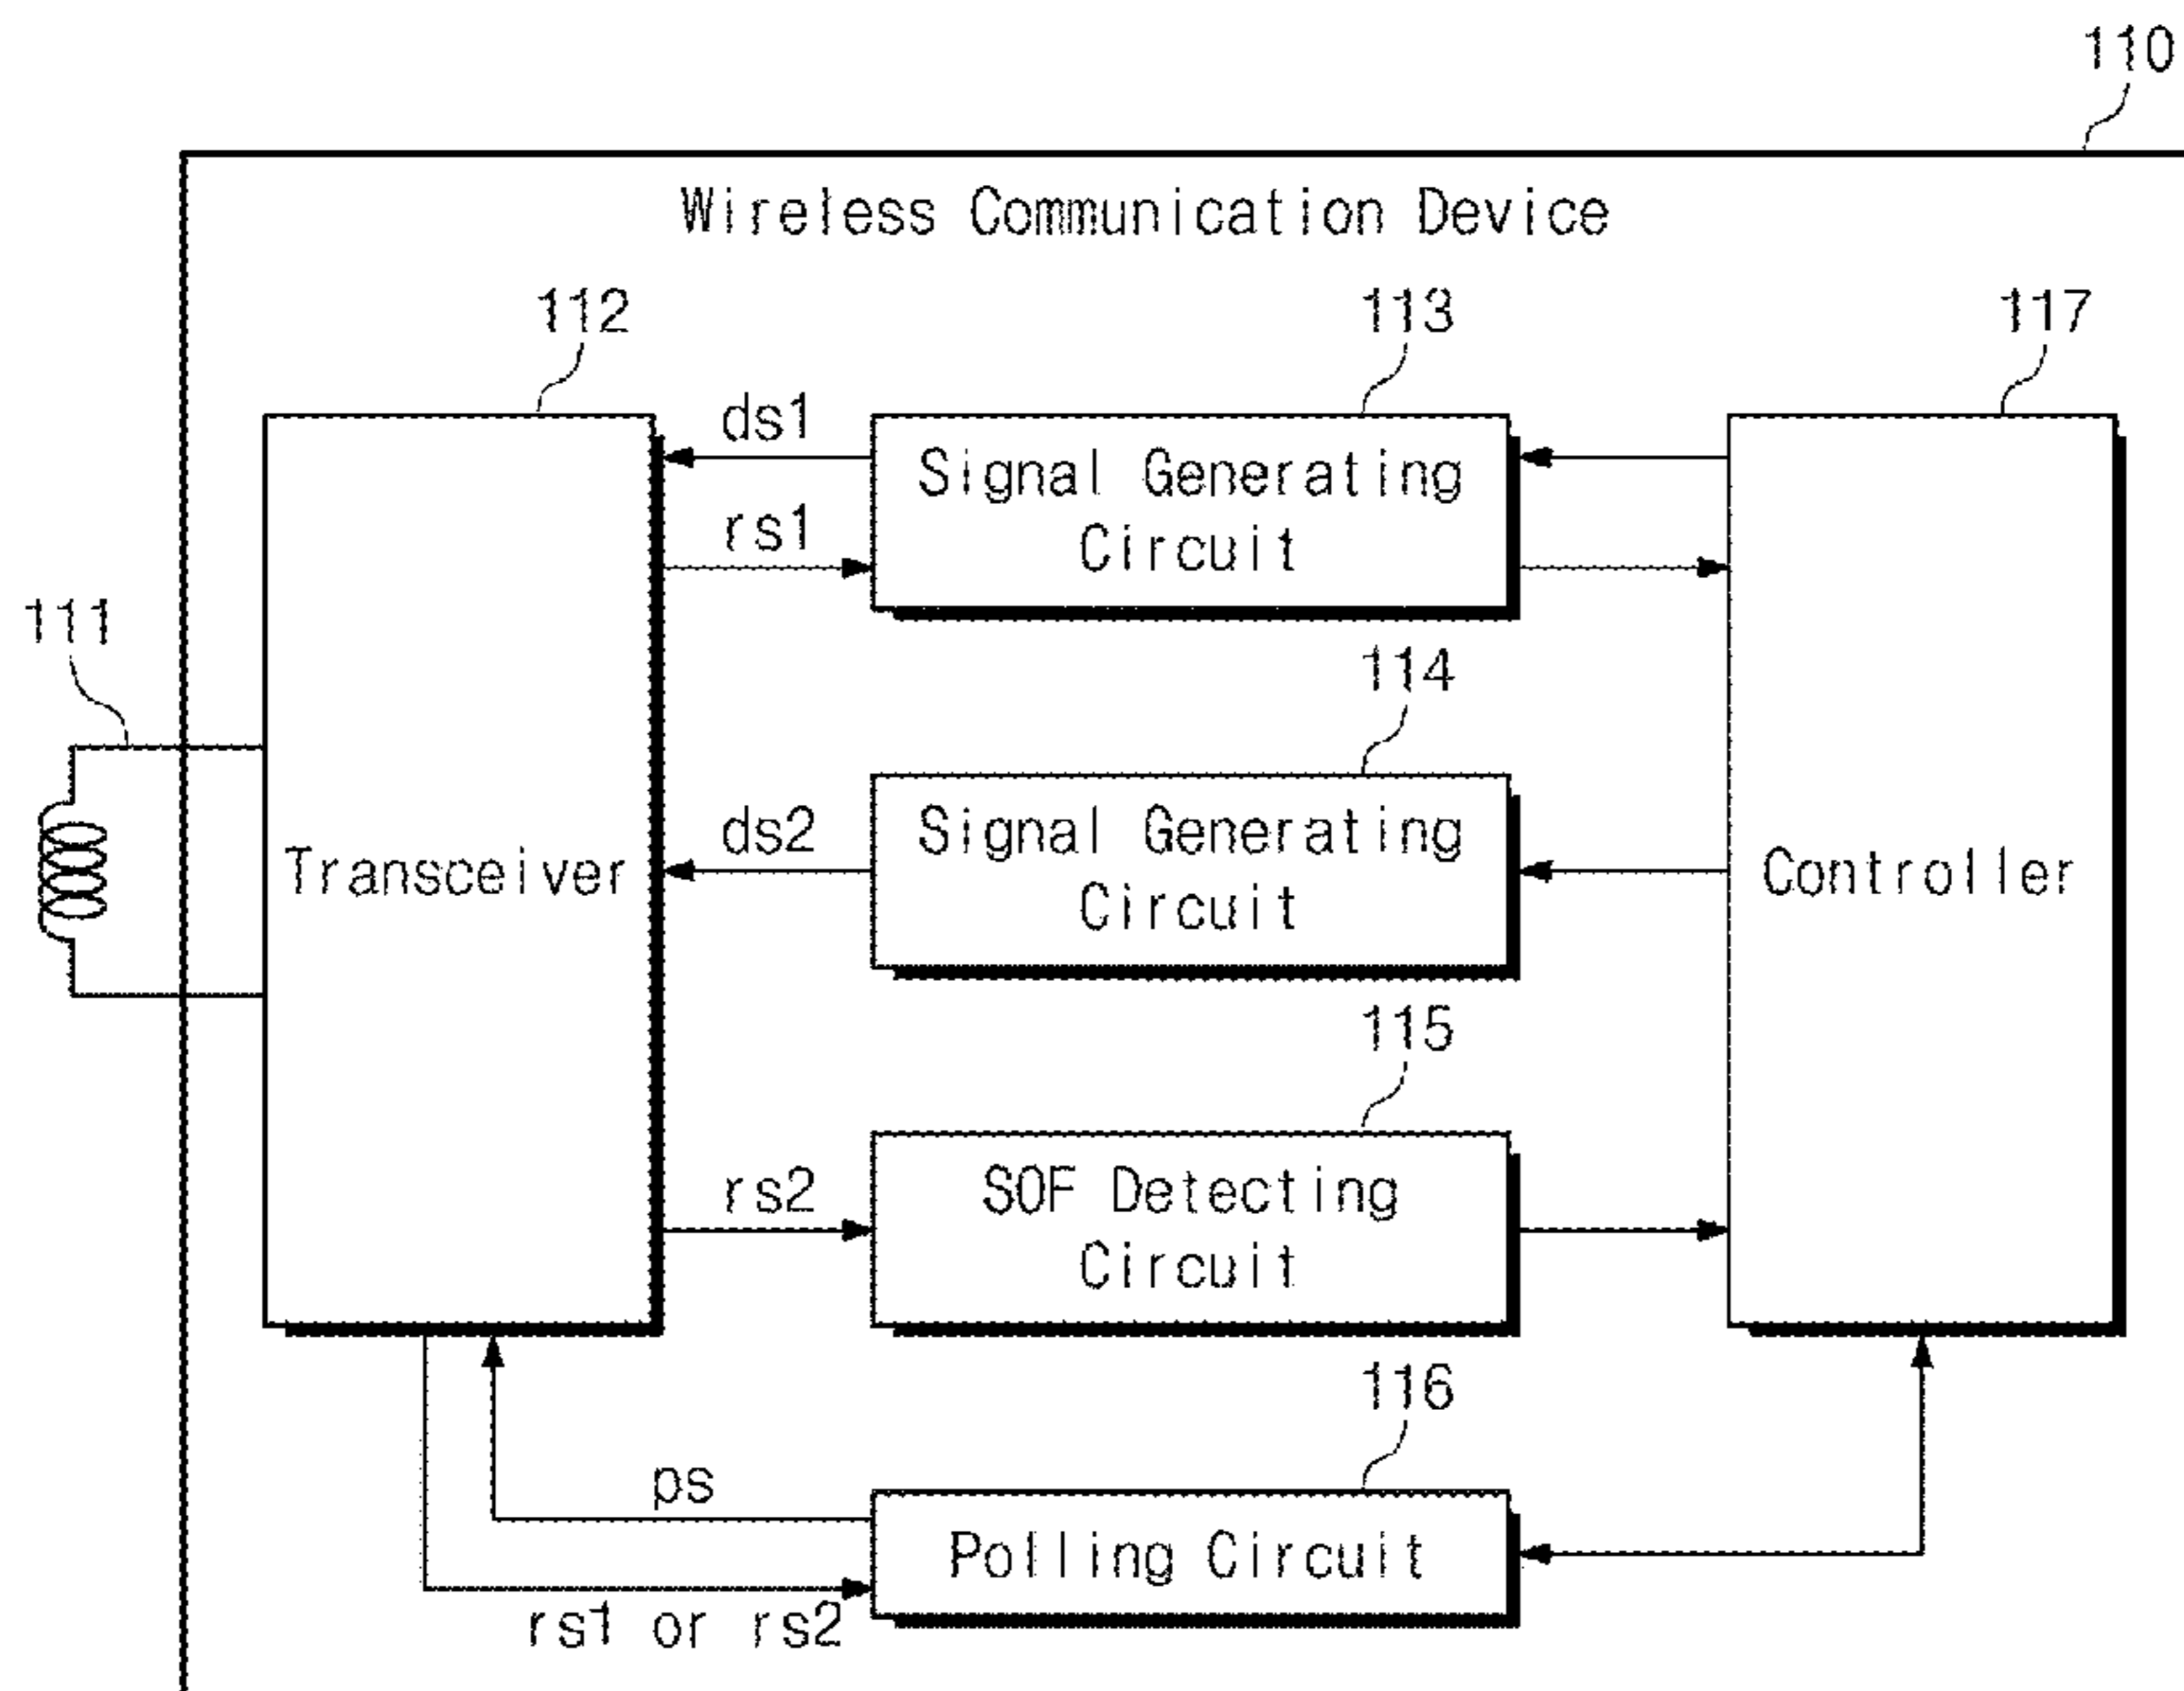 110
Wireless Communication Device
112
113
117
ds1
Signal Generating
Circuit
rs1
111
114
Transceiver
ds2
Signal Generating
Circuit
Controller
115
rs2
SOF Detecting
Circuit
116
ps
Polling Circuit
rs1 or rs2